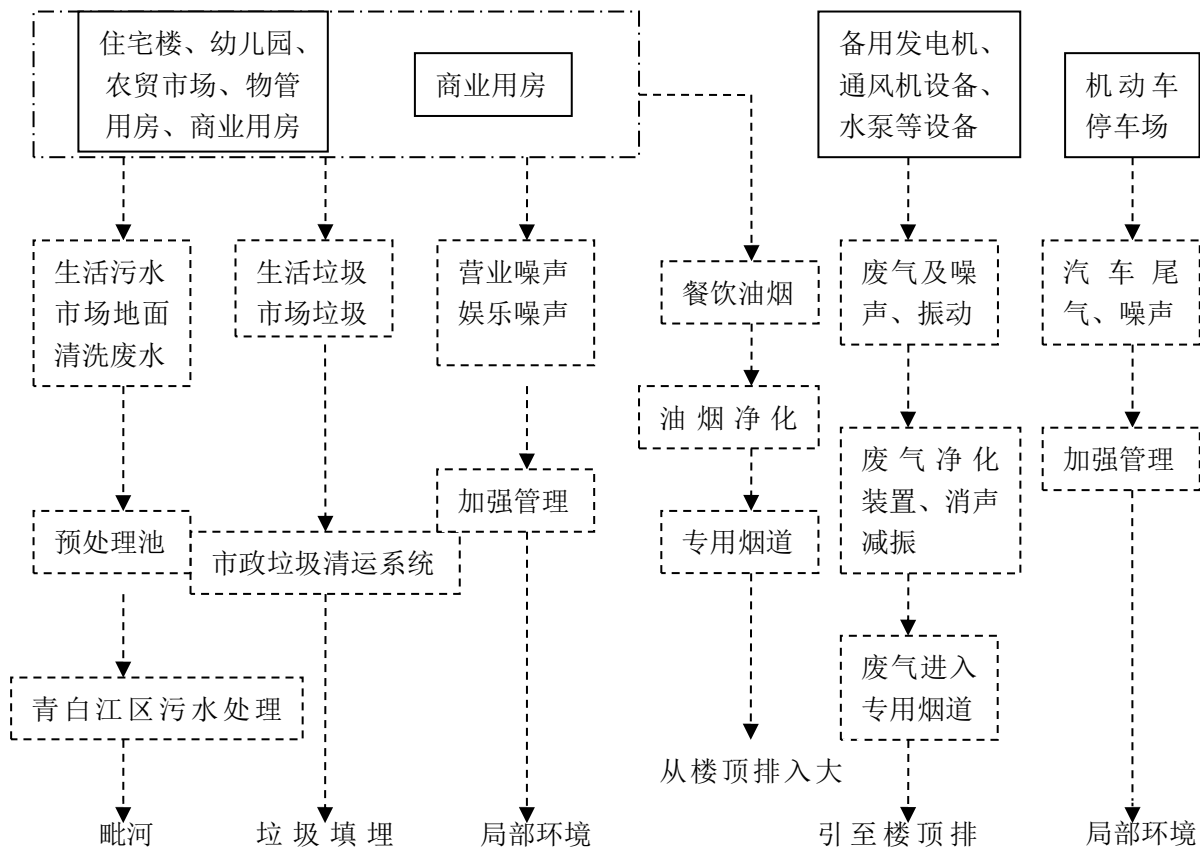 住宅楼、幼儿园、
农贸市场、物管
用房、商业用房
商业用房
备用发电机、
通风机设备、
水泵等设备
机动车
停车场
生活污水
市场地面
清洗废水
生活垃圾
市场垃圾
营业噪声
娱乐噪声
餐饮油烟
废气及噪
声、振动
汽车尾
气、噪声
油烟净化
废气净化
装置、消声
减振
加强管理
加强管理
预处理池
市政垃圾清运系统
专用烟道
青白江区污水处理
废气进入
专用烟道
从楼顶排入大
毗河
垃圾填埋
局部环境
引至楼顶排
局部环境